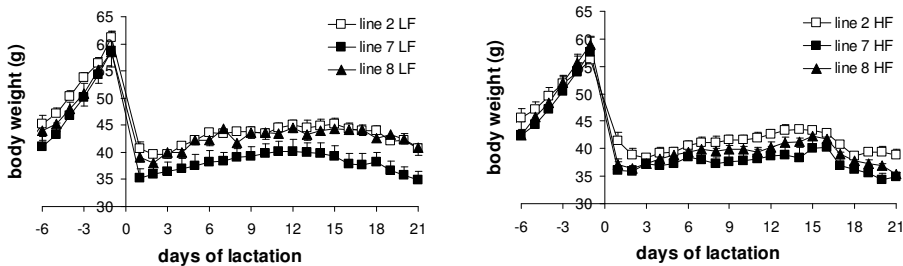 body weight (g)
65
60
55
50
45
40
35
30
-6 -3 0 3 6 9 12 15 18 21
days of lactation
line 2 LF
line 7 LF
line 8 LF
body weight (g)
65
60
55
50
45
40
35
30
-6 -3 0 3 6 9 12 15 18 21
days of lactation
line 2 HF
line 7 HF
line 8 HF